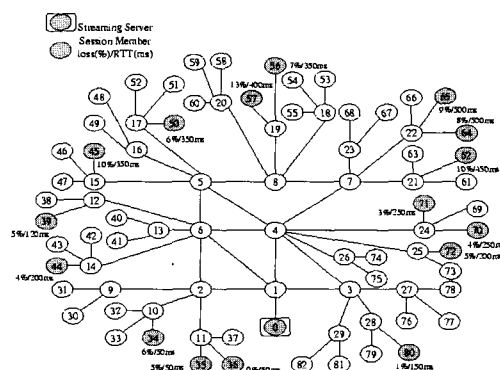 Streaming Server
Session Member
loss(%)/RTT(ms)
59 58 56 7%/350ms
52 51 13%/400ms 54 53 66 65 9%/500ms
48 60 20 57 55 18 68 67 22 64 8%/500ms
49 17 50 6%/350ms 19 23 63 62
46 45 16 10%/450ms
10%/350ms
47 15 5 8 7 21 61
38 12 71
39 40 3%/250ms 69
5%/120ms 13 6 4 24 70
43 42 41 26 74 25 72 4%/250ms
44 14 75 73 5%/200ms
4%/200ms
31 9 2 1 3 27 78
30 32 10 28 76 77
33 34 11 37 0 29
6%/50ms 35 36 82 81 79 80
5%/50ms 1%/150ms